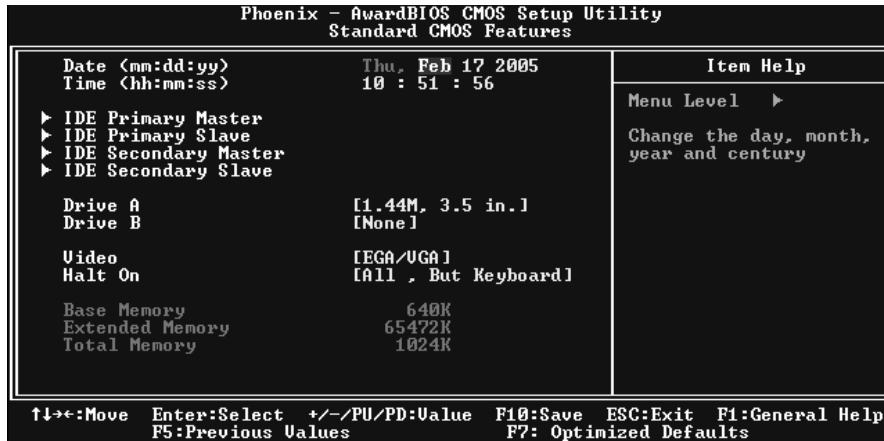 Phoenix - AwardBIOS CMOS Setup Utility
Standard CMOS Features
Date (mm:dd:yy) Thu, Feb 17 2005
Time (hh:mm:ss) 10 : 51 : 56
▶ IDE Primary Master
▶ IDE Primary Slave
▶ IDE Secondary Master
▶ IDE Secondary Slave
Drive A [1.44M, 3.5 in.]
Drive B [None]
Video [EGA/VGA]
Halt On [All , But Keyboard]
Base Memory 640K
Extended Memory 65472K
Total Memory 1024K
Item Help
Menu Level ▶
Change the day, month,
year and century
↑↓→←:Move Enter:Select +/-/PU/PD:Value F10:Save ESC:Exit F1:General Help
F5:Previous Values F7: Optimized Defaults